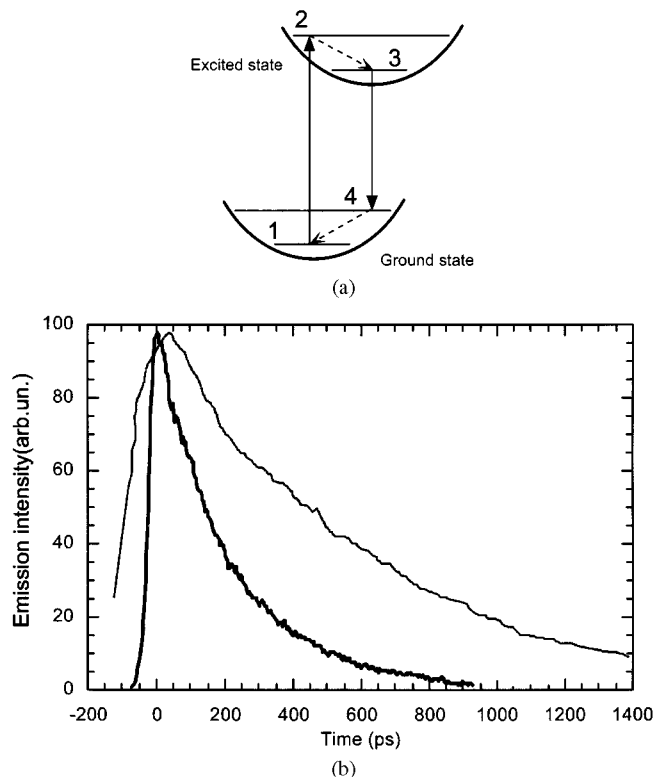 2
Excited state
3
4
1
Ground state
(a)
100
80
60
40
20
0
Emission intensity(arb.un.)
-200 0 200 400 600 800 1000 1200 1400
Time (ps)
(b)